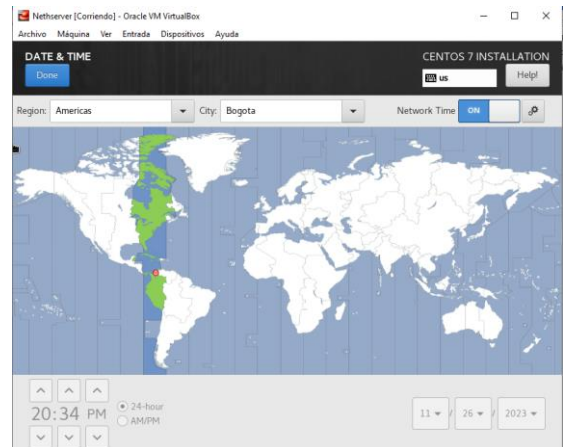 Nethserver [Corriendo] - Oracle VM VirtualBox
Archivo Máquina Ver Entrada Dispositivos Ayuda
DATE & TIME
CENTOS 7 INSTALLATION
Done
us
Help!
Region: Americas City: Bogota Network Time ON
20:34 PM
24-hour
AM/PM
11 / 26 / 2023